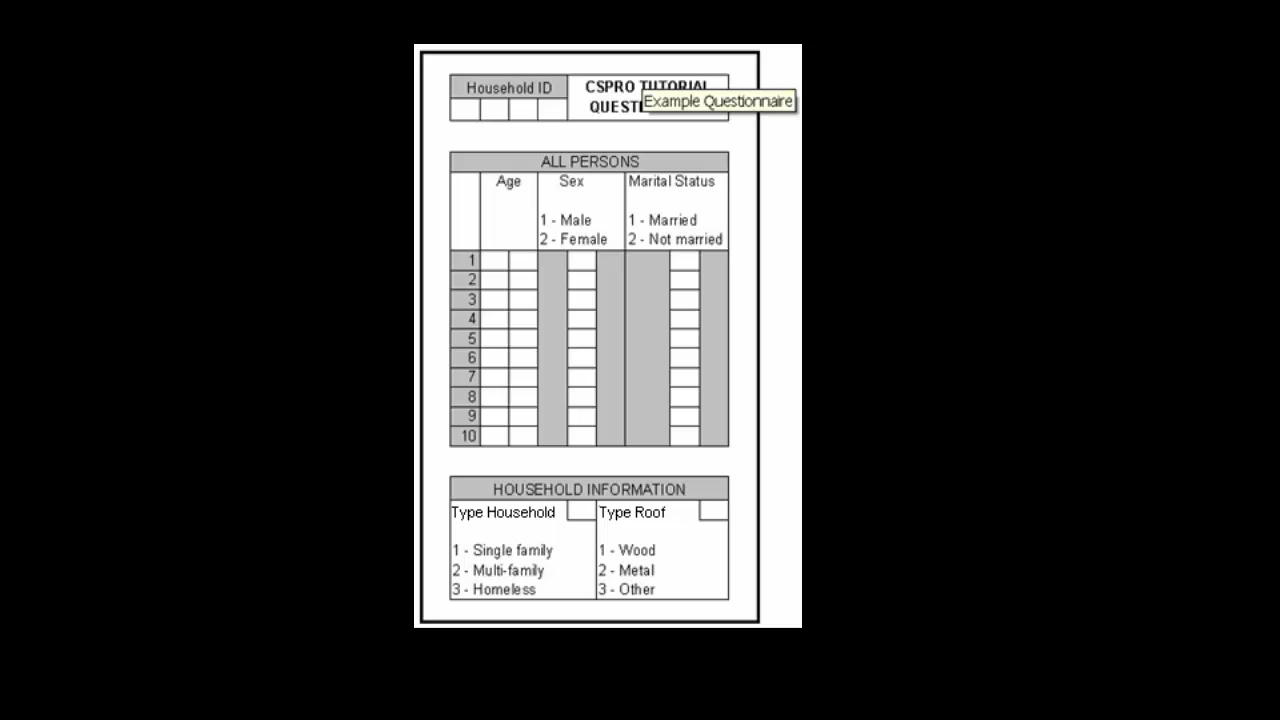 Household ID
CSPRO TUTORIAL
QUEST
Example Questionnaire
ALL PERSONS
Age Sex Marital Status
1 - Male 1 - Married
2 - Female 2 - Not married
1
2
3
4
5
6
7
8
9
10
HOUSEHOLD INFORMATION
Type Household Type Roof
1 - Single family 1 - Wood
2 - Multi-family 2 - Metal
3 - Homeless 3 - Other